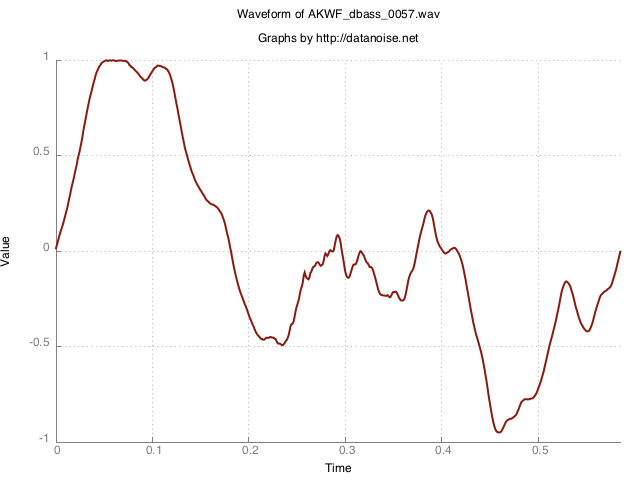 Waveform of AKWF_dbass_0057.wav
Graphs by http://datanoise.net
1
0.5
0
-0.5
-1
Value
0 0.1 0.2 0.3 0.4 0.5
Time